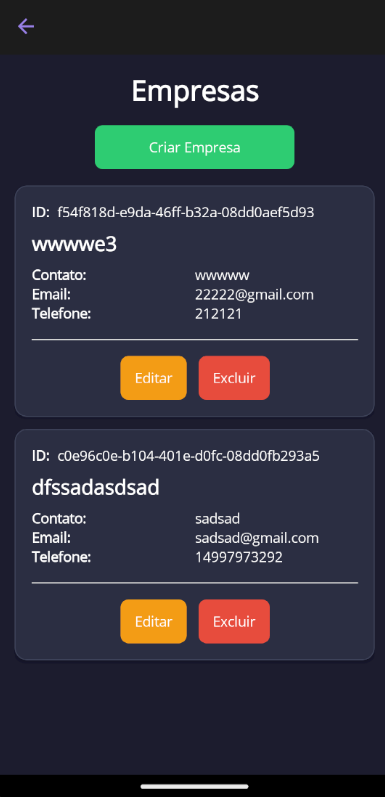 Empresas
Criar Empresa
ID: f54f818d-e9da-46ff-b32a-08dd0aef5d93
wwwwe3
Contato: wwwww
Email: 22222@gmail.com
Telefone: 212121
Editar Excluir
ID: c0e96c0e-b104-401e-d0fc-08dd0fb293a5
dfssadasdsad
Contato: sadsad
Email: sadsad@gmail.com
Telefone: 14997973292
Editar Excluir